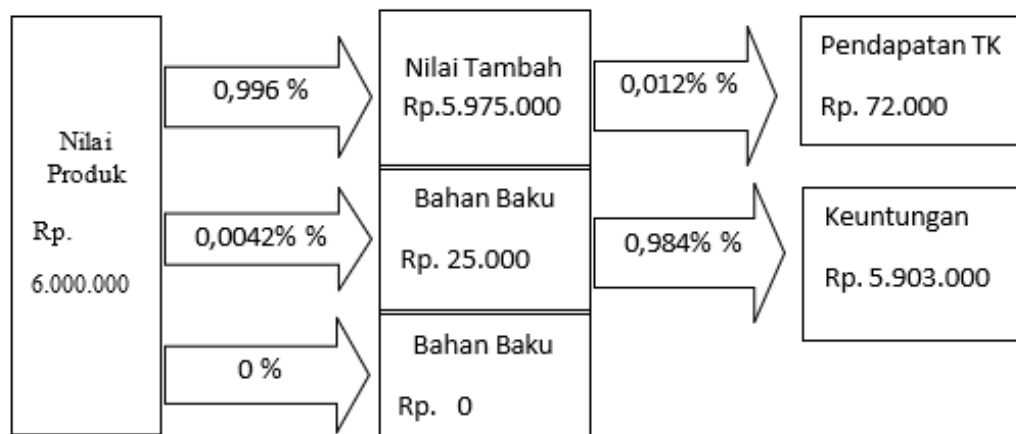 Nilai
Produk
Rp.
6.000.000
0,996 %
0,0042% %
0 %
Nilai Tambah
Rp.5.975.000
Bahan Baku
Rp. 25.000
Bahan Baku
Rp. 0
0,012% %
0,984% %
Pendapatan TK
Rp. 72.000
Keuntungan
Rp. 5.903.000